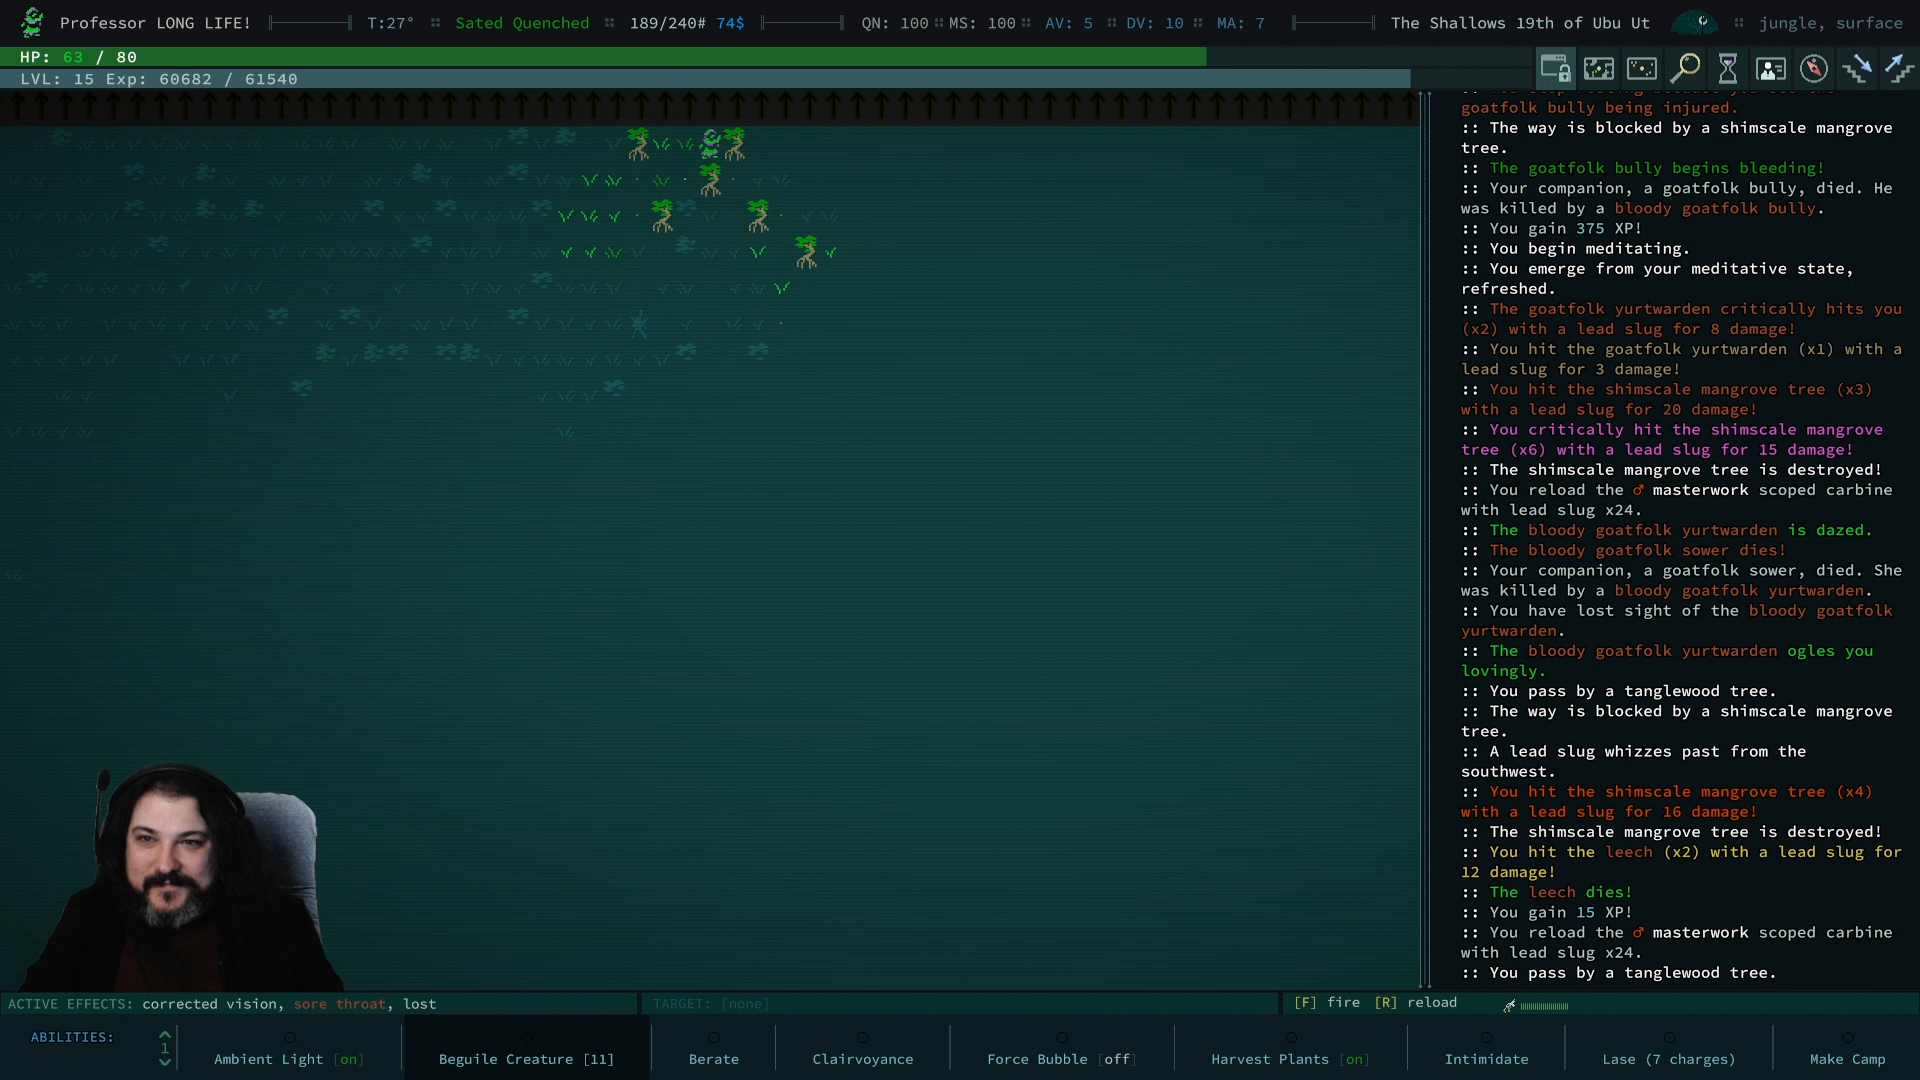 Professor LONG LIFE! T:27° Sated Quenched 189/240# 74$ QN: 100 MS: 100 AV: 5 DV: 10 MA: 7 The Shallows 19th of Ubu Ut jungle, surface
HP: 63 / 80
LVL: 15 Exp: 60682 / 61540
goatfolk bully being injured.
:: The way is blocked by a shimscale mangrove
tree.
:: The goatfolk bully begins bleeding!
:: Your companion, a goatfolk bully, died. He
was killed by a bloody goatfolk bully.
:: You gain 375 XP!
:: You begin meditating.
:: You emerge from your meditative state,
refreshed.
:: The goatfolk yurtwarden critically hits you
(x2) with a lead slug for 8 damage!
:: You hit the goatfolk yurtwarden (x1) with a
lead slug for 3 damage!
:: You hit the shimscale mangrove tree (x3)
with a lead slug for 20 damage!
:: You critically hit the shimscale mangrove
tree (x6) with a lead slug for 15 damage!
:: The shimscale mangrove tree is destroyed!
:: You reload the ♂ masterwork scoped carbine
with lead slug x24.
:: The bloody goatfolk yurtwarden is dazed.
:: The bloody goatfolk sower dies!
:: Your companion, a goatfolk sower, died. She
was killed by a bloody goatfolk yurtwarden.
:: You have lost sight of the bloody goatfolk
yurtwarden.
:: The bloody goatfolk yurtwarden ogles you
lovingly.
:: You pass by a tanglewood tree.
:: The way is blocked by a shimscale mangrove
tree.
:: A lead slug whizzes past from the
southwest.
:: You hit the shimscale mangrove tree (x4)
with a lead slug for 16 damage!
:: The shimscale mangrove tree is destroyed!
:: You hit the leech (x2) with a lead slug for
12 damage!
:: The leech dies!
:: You gain 15 XP!
:: You reload the ♂ masterwork scoped carbine
with lead slug x24.
:: You pass by a tanglewood tree.
ACTIVE EFFECTS: corrected vision, sore throat, lost TARGET: [none] [F] fire [R] reload
ABILITIES: 1 Ambient Light [on] Beguile Creature [11] Berate Clairvoyance Force Bubble [off] Harvest Plants [on] Intimidate Lase (7 charges) Make Camp